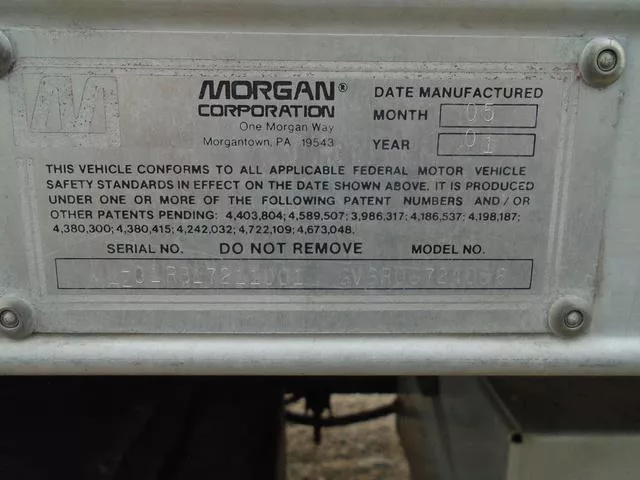 MORGAN®
CORPORATION
One Morgan Way
Morgantown, PA 19543
DATE MANUFACTURED
MONTH 05
YEAR 01
THIS VEHICLE CONFORMS TO ALL APPLICABLE FEDERAL MOTOR VEHICLE
SAFETY STANDARDS IN EFFECT ON THE DATE SHOWN ABOVE. IT IS PRODUCED
UNDER ONE OR MORE OF THE FOLLOWING PATENT NUMBERS AND/OR
OTHER PATENTS PENDING: 4,403,804; 4,589,507; 3,986,317; 4,186,537; 4,198,187;
4,380,300; 4,380,415; 4,242,032; 4,722,109; 4,673,048.
SERIAL NO. DO NOT REMOVE MODEL NO.